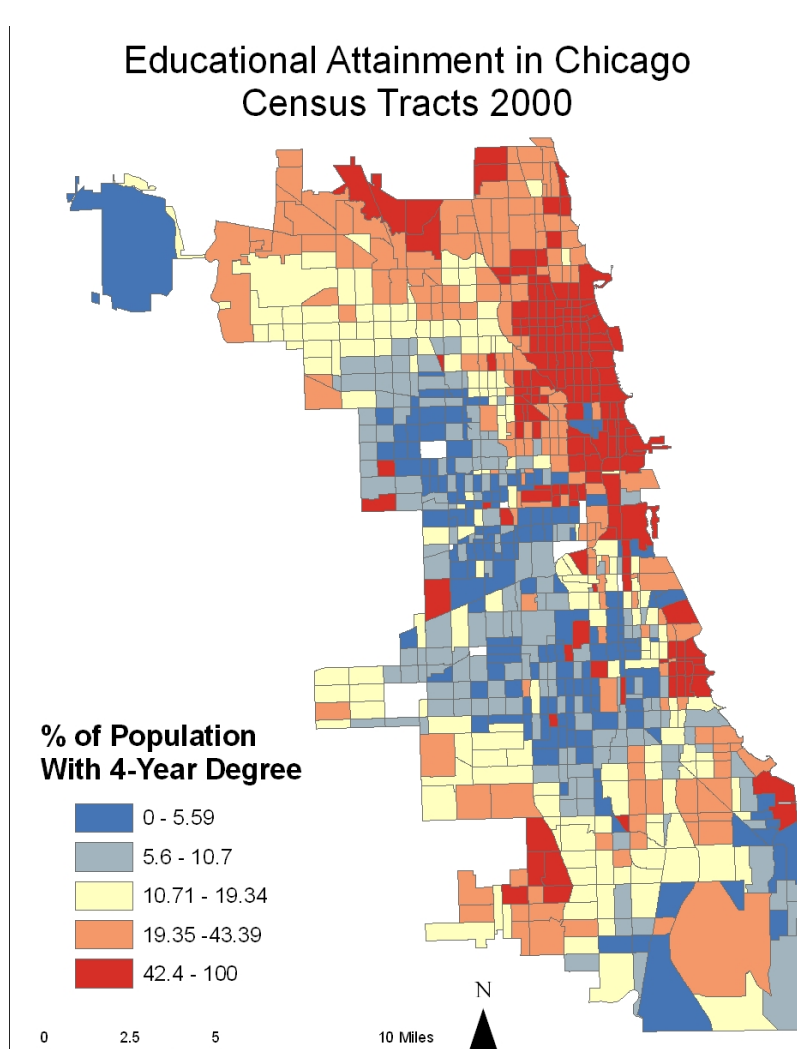 Educational Attainment in Chicago
Census Tracts 2000
% of Population
With 4-Year Degree
0 - 5.59
5.6 - 10.7
10.71 - 19.34
19.35 -43.39
42.4 - 100
N
0 2.5 5 10 Miles